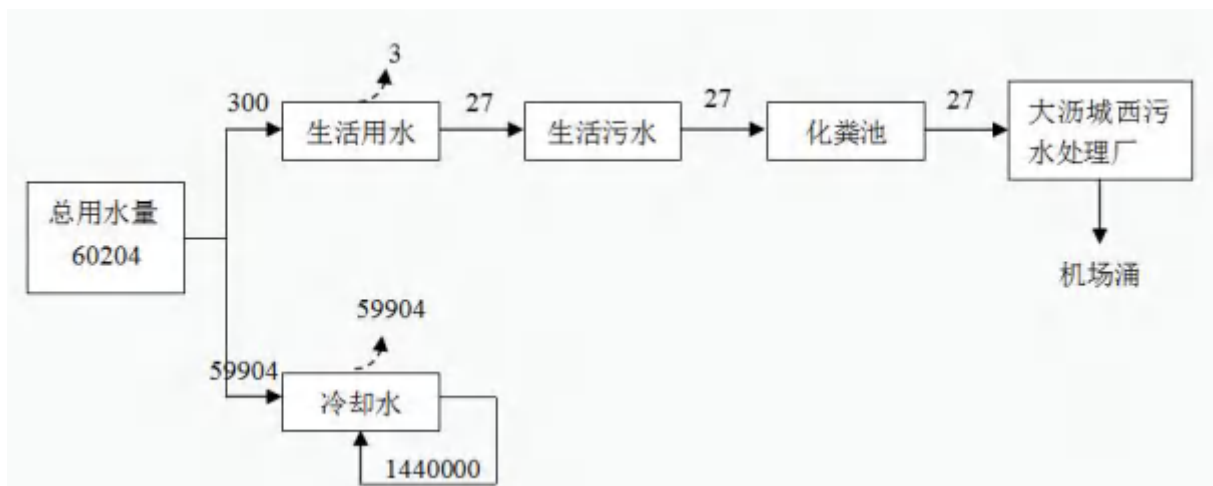 3
300
生活用水
27
生活污水
27
化粪池
27
大沥城西污
水处理厂
总用水量
60204
机场涌
59904
59904
冷却水
1440000